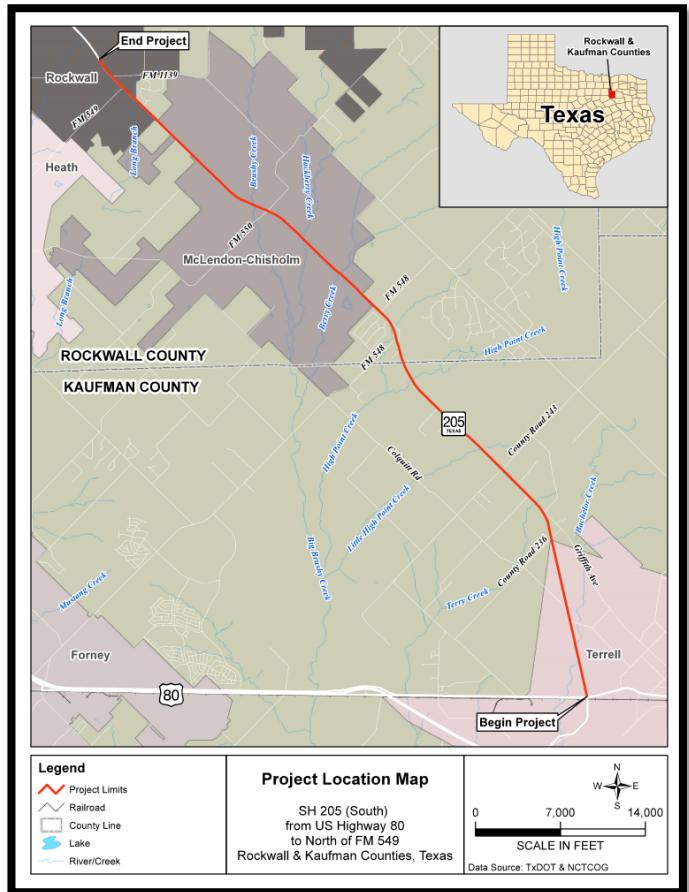 End Project
Rockwall
FM 1139
FM 549
Long Branch
Heath
Brushy Creek
Hackberry Creek
FM 550
McLendon-Chisholm
Long Branch
Berry Creek
FM 548
FM 548
High Point Creek
High Point Creek
Rockwall &
Kaufman Counties
Texas
ROCKWALL COUNTY
KAUFMAN COUNTY
205
TEXAS
County Road 243
High Point Creek
Colquitt Rd
Little High Point Creek
Bachelor Creek
Big Brushy Creek
County Road 236
Griffith Ave
Terry Creek
Mustang Creek
Forney
Terrell
80
Begin Project
Legend
Project Limits
Railroad
County Line
Lake
River/Creek
Project Location Map
SH 205 (South)
from US Highway 80
to North of FM 549
Rockwall & Kaufman Counties, Texas
N
W E
S
0 7,000 14,000
SCALE IN FEET
Data Source: TxDOT & NCTCOG